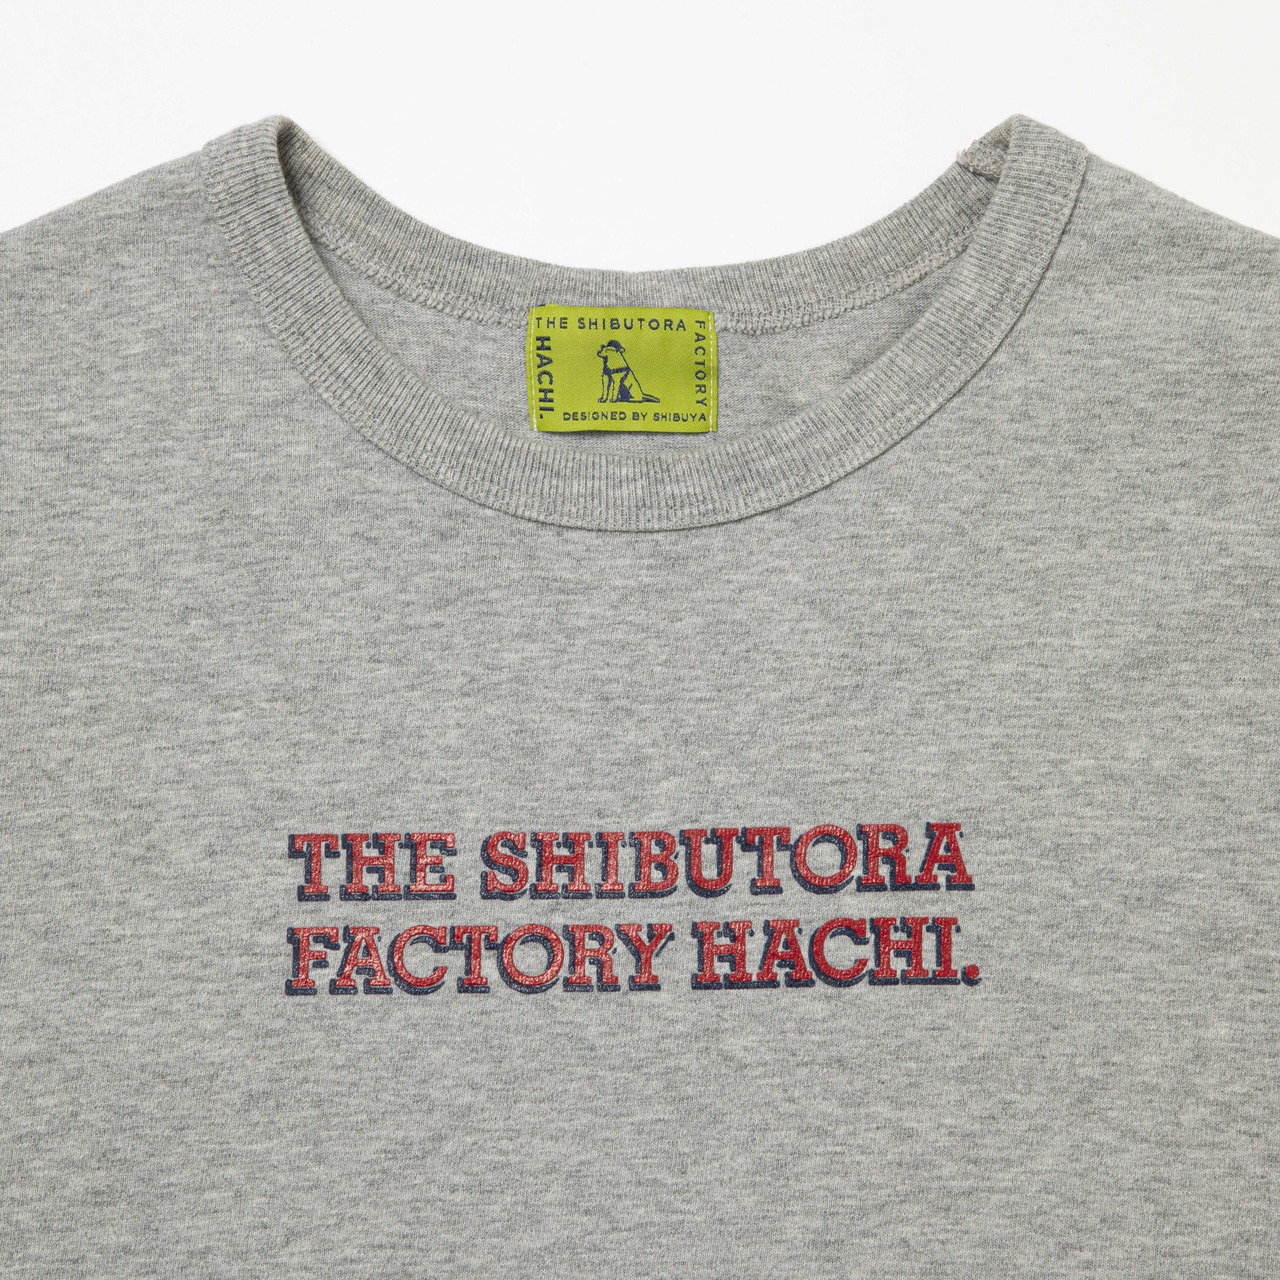 THE SHIBUTORA
FACTORY
HACHI.
DESIGNED BY SHIBUYA
THE SHIBUTORA
FACTORY HACHI.